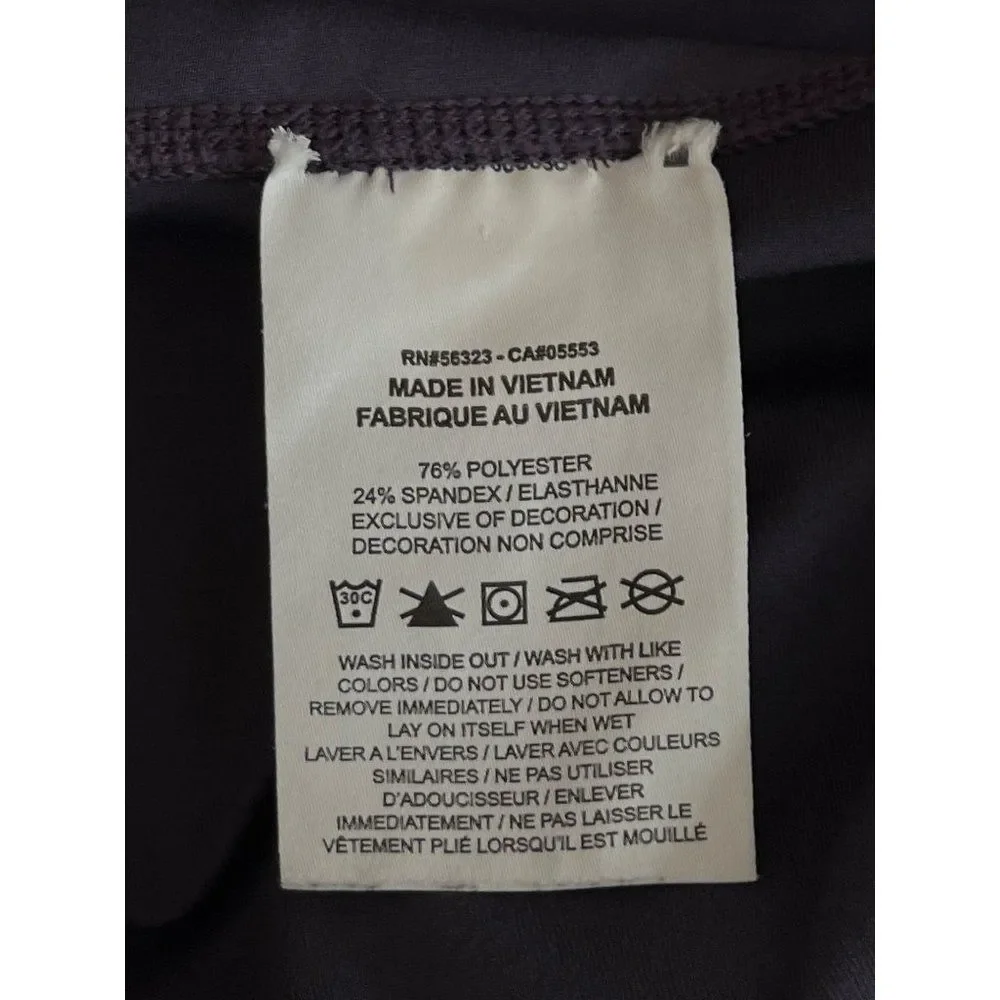 RN#56323 - CA#05553
MADE IN VIETNAM
FABRIQUE AU VIETNAM
76% POLYESTER
24% SPANDEX / ELASTHANNE
EXCLUSIVE OF DECORATION /
DECORATION NON COMPRISE
30C
WASH INSIDE OUT / WASH WITH LIKE
COLORS / DO NOT USE SOFTENERS /
REMOVE IMMEDIATELY / DO NOT ALLOW TO
LAY ON ITSELF WHEN WET
LAVER A L'ENVERS / LAVER AVEC COULEURS
SIMILAIRES / NE PAS UTILISER
D'ADOUCISSEUR / ENLEVER
IMMEDIATEMENT / NE PAS LAISSER LE
VÊTEMENT PLIÉ LORSQU'IL EST MOUILLÉ